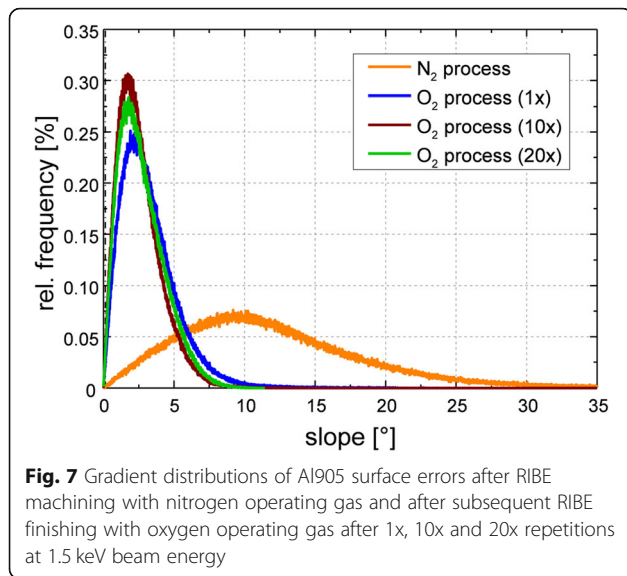 0.35
0.30
0.25
0.20
0.15
0.10
0.05
0
rel. frequency [%]
N₂ process
O₂ process (1x)
O₂ process (10x)
O₂ process (20x)
0 5 10 15 20 25 30 35
slope [°]
Fig. 7 Gradient distributions of Al905 surface errors after RIBE
machining with nitrogen operating gas and after subsequent RIBE
finishing with oxygen operating gas after 1x, 10x and 20x repetitions
at 1.5 keV beam energy